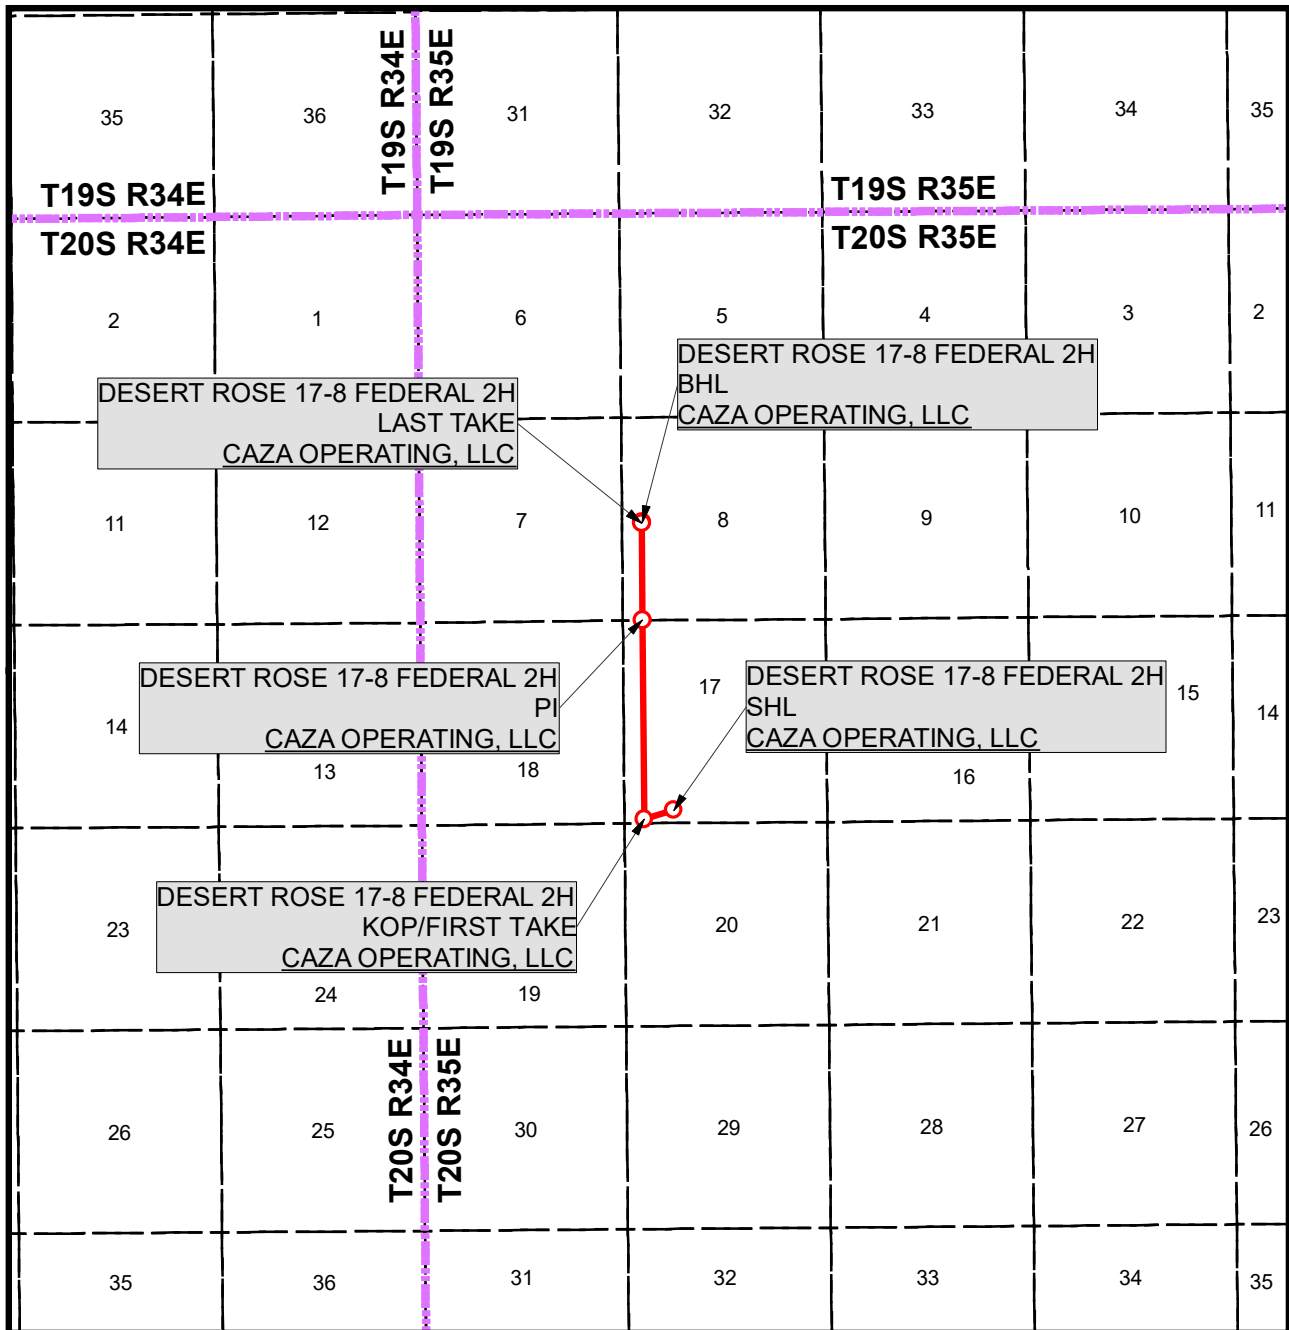 T19S R34E
T19S R35E
35
36
31
32
33
34
35
T19S R34E
T19S R35E
T20S R34E
T20S R35E
2
1
6
5
4
3
2
DESERT ROSE 17-8 FEDERAL 2H
BHL
CAZA OPERATING, LLC
DESERT ROSE 17-8 FEDERAL 2H
LAST TAKE
CAZA OPERATING, LLC
11
12
7
8
9
10
11
DESERT ROSE 17-8 FEDERAL 2H
PI
CAZA OPERATING, LLC
17
DESERT ROSE 17-8 FEDERAL 2H
SHL
CAZA OPERATING, LLC
15
14
14
13
18
16
DESERT ROSE 17-8 FEDERAL 2H
KOP/FIRST TAKE
CAZA OPERATING, LLC
23
20
21
22
23
24
19
T20S R34E
T20S R35E
26
25
30
29
28
27
26
35
36
31
32
33
34
35